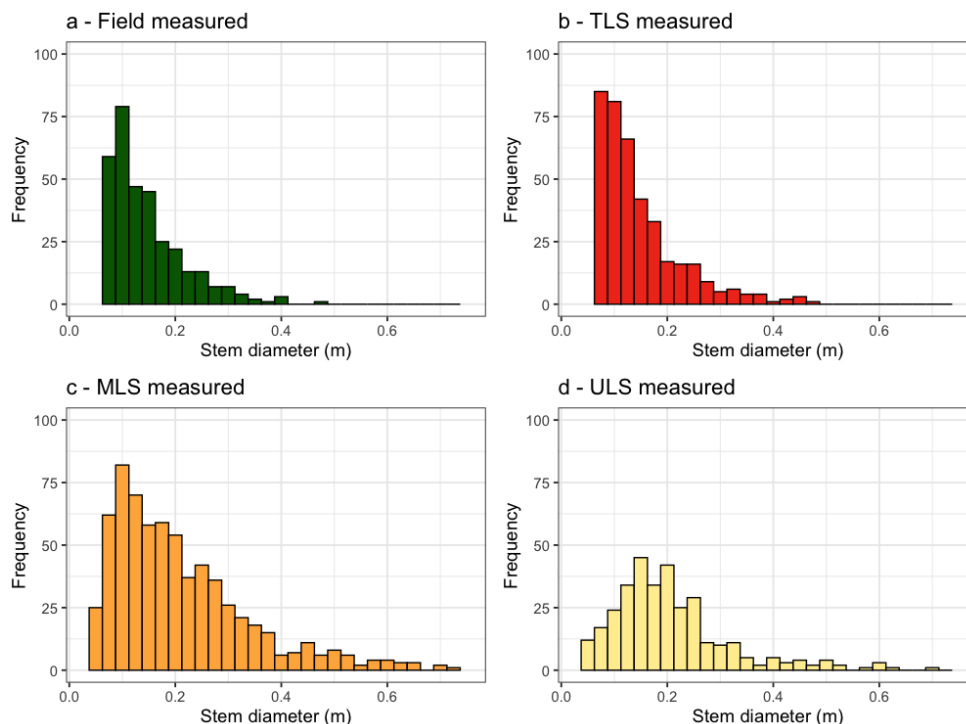 a - Field measured
100
75
50
25
0
Frequency
0.0 0.2 0.4 0.6
Stem diameter (m)
b - TLS measured
100
75
50
25
0
Frequency
0.0 0.2 0.4 0.6
Stem diameter (m)
c - MLS measured
100
75
50
25
0
Frequency
0.0 0.2 0.4 0.6
Stem diameter (m)
d - ULS measured
100
75
50
25
0
Frequency
0.0 0.2 0.4 0.6
Stem diameter (m)